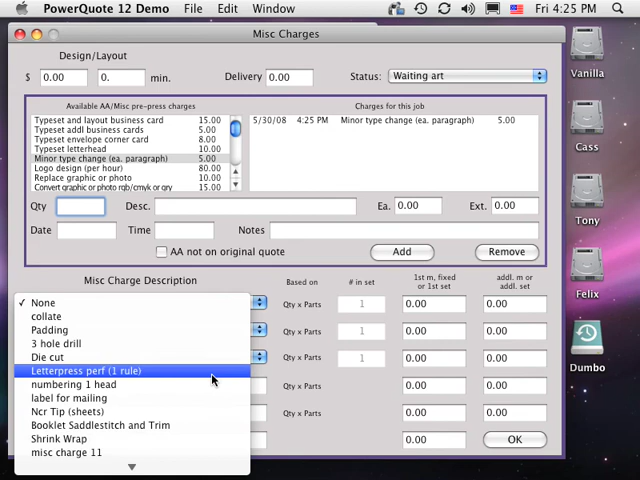 PowerQuote 12 Demo File Edit Window Fri 4:25 PM
Misc Charges
Design/Layout
$ 0.00 0. min. Delivery 0.00 Status: Waiting art
Vanilla
Available AA/Misc pre-press charges Charges for this job
Typeset and layout business card 15.00 5/30/08 4:25 PM Minor type change (ea. paragraph) 5.00
Typeset addl business cards 5.00
Typeset envelope corner card 8.00
Typeset letterhead 10.00
Minor type change (ea. paragraph) 5.00
Logo design (per hour) 80.00
Replace graphic or photo 10.00
Convert graphic or photo rgb/cmyk or gry 15.00
Cass
Qty Desc. Ea. 0.00 Ext. 0.00
Date Time Notes
Tony
AA not on original quote Add Remove
Misc Charge Description Based on # in set 1st m, fixed or 1st set addl. m or addl. set
Felix
✓ None Qty x Parts 1 0.00 0.00
collate
Padding Qty x Parts 1 0.00 0.00
3 hole drill
Die cut Qty x Parts 1 0.00 0.00
Dumbo
Letterpress perf (1 rule)
numbering 1 head Qty x Parts 0.00 0.00
label for mailing
Ncr Tip (sheets) Qty x Parts 0.00 0.00
Booklet Saddlestitch and Trim
Shrink Wrap 0.00 OK
misc charge 11